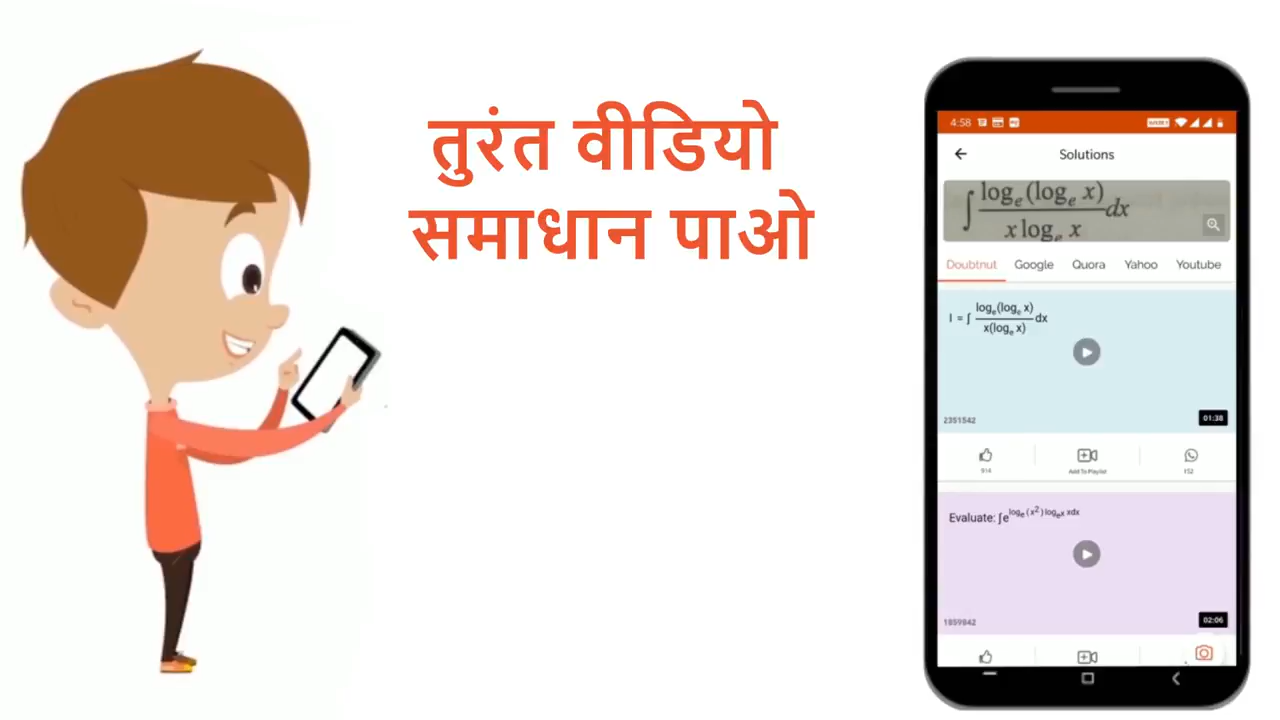 तुरंत वीडियो
समाधान पाओ
4:58
Solutions
∫ logₑ(logₑ x) / x logₑ x dx
Doubtnut Google Quora Yahoo Youtube
I = ∫ logₑ(logₑ x) / x(logₑ x) dx
2351542 01:38
914 Add To Playlist 152
Evaluate: ∫e^logₑ(x²)logₑx xdx
1859842 02:06